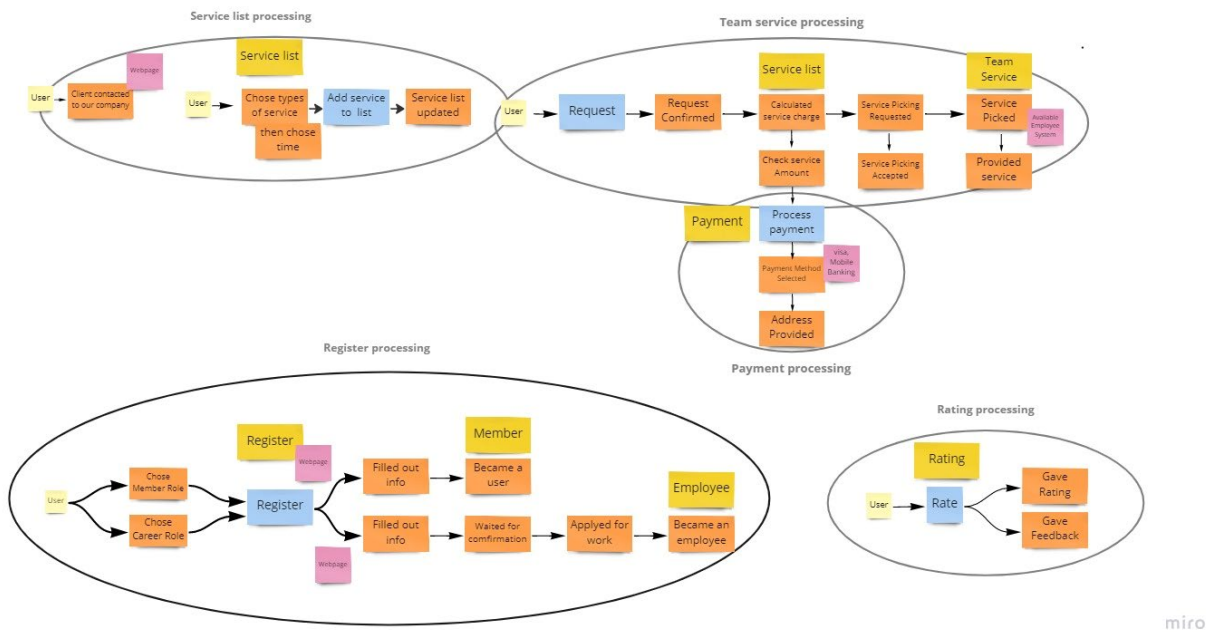 Service list processing
Team service processing
User
Client contacted
to our company
Webpage
Service list
User
Chose types
of service
then chose
time
Add service
to list
Service list
updated
User
Request
Request
Confirmed
Service list
Calculated
service charge
Service Picking
Requested
Team
Service
Service
Picked
Available
Employee
System
Check service
Amount
Service Picking
Accepted
Provided
service
Payment
Process
payment
Payment Method
Selected
visa,
Mobile
Banking
Address
Provided
Payment processing
Register processing
User
Chose
Member Role
Chose
Career Role
Register
Webpage
Register
Webpage
Filled out
info
Member
Became a
user
Filled out
info
Waited for
comfirmation
Applyed for
work
Employee
Became an
employee
Rating processing
Rating
User
Rate
Gave
Rating
Gave
Feedback
miro